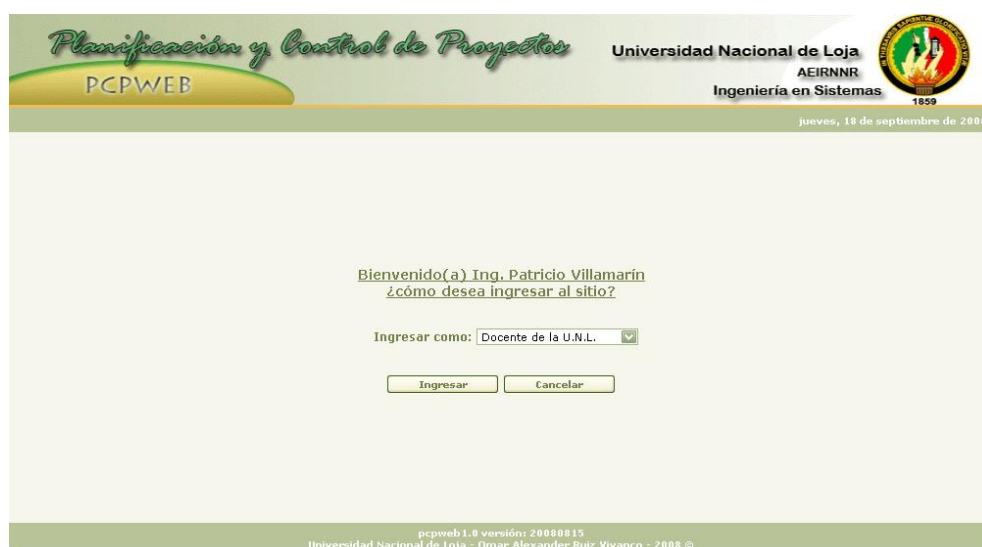 Planificación y Control de Proyectos
PCPWEB
Universidad Nacional de Loja
AEIRNNR
Ingeniería en Sistemas
1859
jueves, 18 de septiembre de 200
Bienvenido(a) Ing. Patricio Villamarín
¿cómo desea ingresar al sitio?
Ingresar como: Docente de la U.N.L.
Ingresar Cancelar
pcpweb1.0 versión: 20080815
Universidad Nacional de Loja - Omar Alexander Ruiz Vivanco - 2008 ©